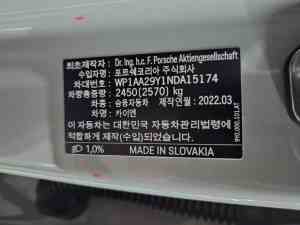 최초제작자: Dr. Ing. h.c. F. Porsche Aktiengesellschaft
수입자명: 포르쉐코리아 주식회사
차대번호: WP1AA29Y1NDA15174
차량총중량: 2450(2570) kg
차종: 승용자동차 제작연월: 2022.03
차명: 카이엔
이 자동차는 대한민국 자동차관리법령에
적합하게 제작(수입)되었습니다.
1,0% MADE IN SLOVAKIA